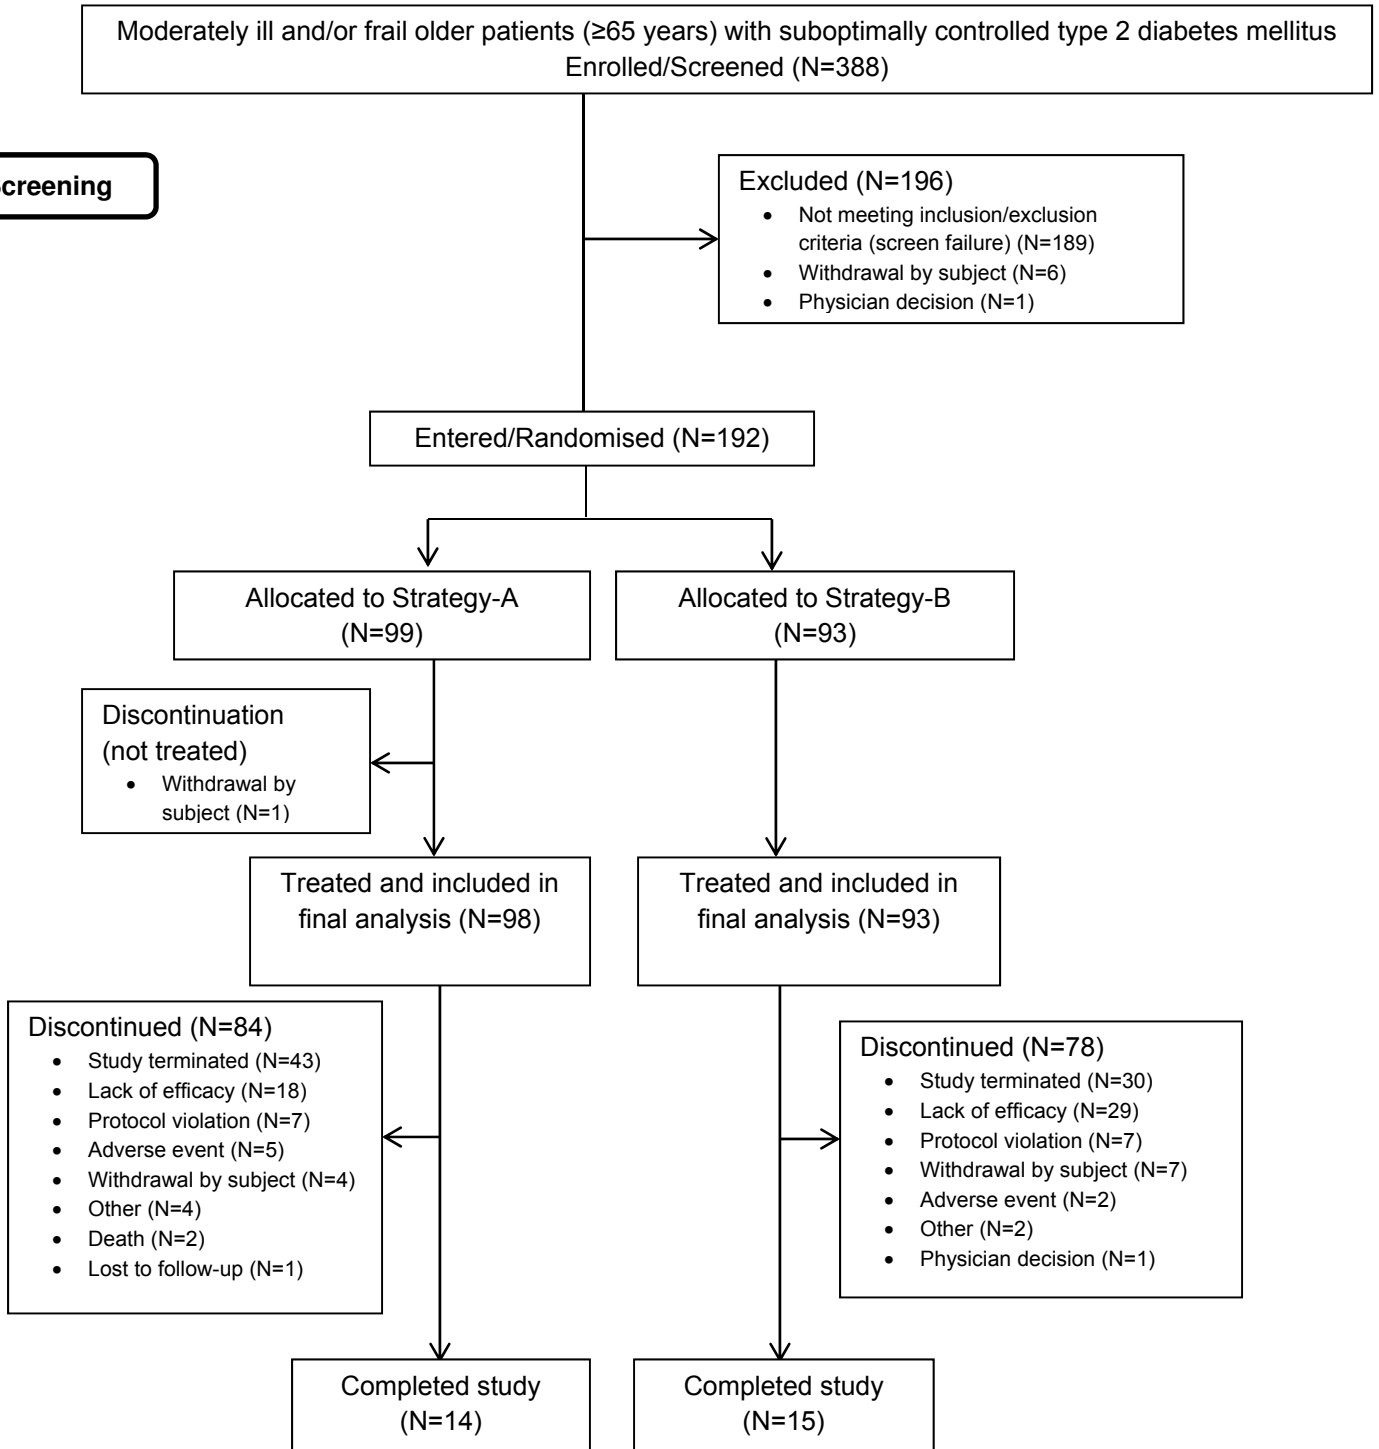 Moderately ill and/or frail older patients (≥65 years) with suboptimally controlled type 2 diabetes mellitus
Enrolled/Screened (N=388)
creening
Excluded (N=196)
• Not meeting inclusion/exclusion
criteria (screen failure) (N=189)
• Withdrawal by subject (N=6)
• Physician decision (N=1)
Entered/Randomised (N=192)
Allocated to Strategy-A
(N=99)
Allocated to Strategy-B
(N=93)
Discontinuation
(not treated)
• Withdrawal by
subject (N=1)
Treated and included in
final analysis (N=98)
Treated and included in
final analysis (N=93)
Discontinued (N=84)
• Study terminated (N=43)
• Lack of efficacy (N=18)
• Protocol violation (N=7)
• Adverse event (N=5)
• Withdrawal by subject (N=4)
• Other (N=4)
• Death (N=2)
• Lost to follow-up (N=1)
Discontinued (N=78)
• Study terminated (N=30)
• Lack of efficacy (N=29)
• Protocol violation (N=7)
• Withdrawal by subject (N=7)
• Adverse event (N=2)
• Other (N=2)
• Physician decision (N=1)
Completed study
(N=14)
Completed study
(N=15)